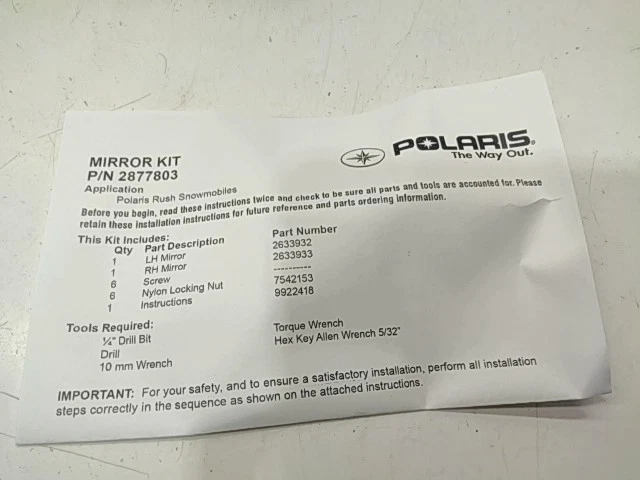 POLARIS®
The Way Out.
MIRROR KIT
P/N 2877803
Application
Polaris Rush Snowmobiles
Before you begin, read these instructions twice and check to be sure all parts and tools are accounted for. Please
retain these installation instructions for future reference and parts ordering information.
This Kit Includes:
Qty Part Description Part Number
1 LH Mirror 2633932
1 RH Mirror 2633933
6 Screw ----------
6 Nylon Locking Nut 7542153
1 Instructions 9922418
Tools Required:
¼" Drill Bit Torque Wrench
Drill Hex Key Allen Wrench 5/32"
10 mm Wrench
IMPORTANT: For your safety, and to ensure a satisfactory installation, perform all installation
steps correctly in the sequence as shown on the attached instructions.